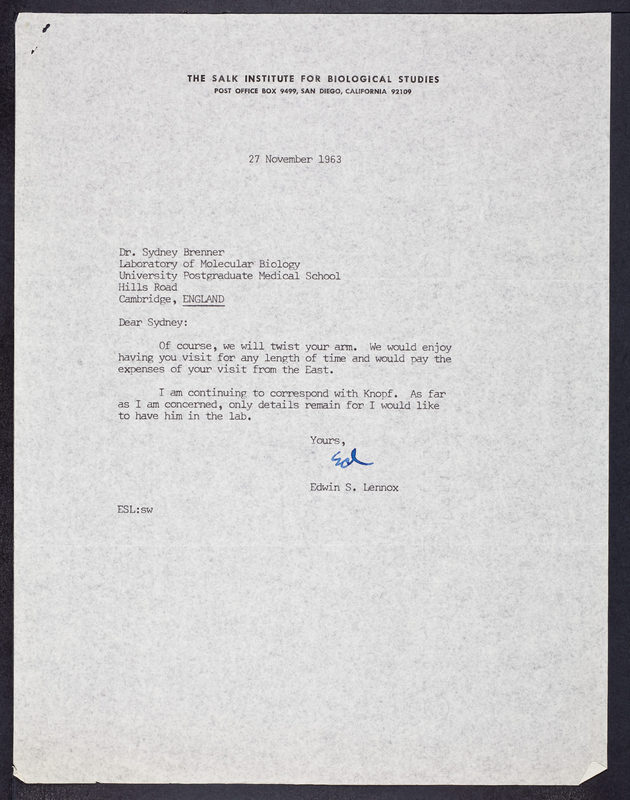 THE SALK INSTITUTE FOR BIOLOGICAL STUDIES
POST OFFICE BOX 9499, SAN DIEGO, CALIFORNIA 92109
27 November 1963
Dr. Sydney Brenner
Laboratory of Molecular Biology
University Postgraduate Medical School
Hills Road
Cambridge, ENGLAND
Dear Sydney:
Of course, we will twist your arm. We would enjoy
having you visit for any length of time and would pay the
expenses of your visit from the East.
I am continuing to correspond with Knopf. As far
as I am concerned, only details remain for I would like
to have him in the lab.
Yours,
Ed
Edwin S. Lennox
ESL:sw